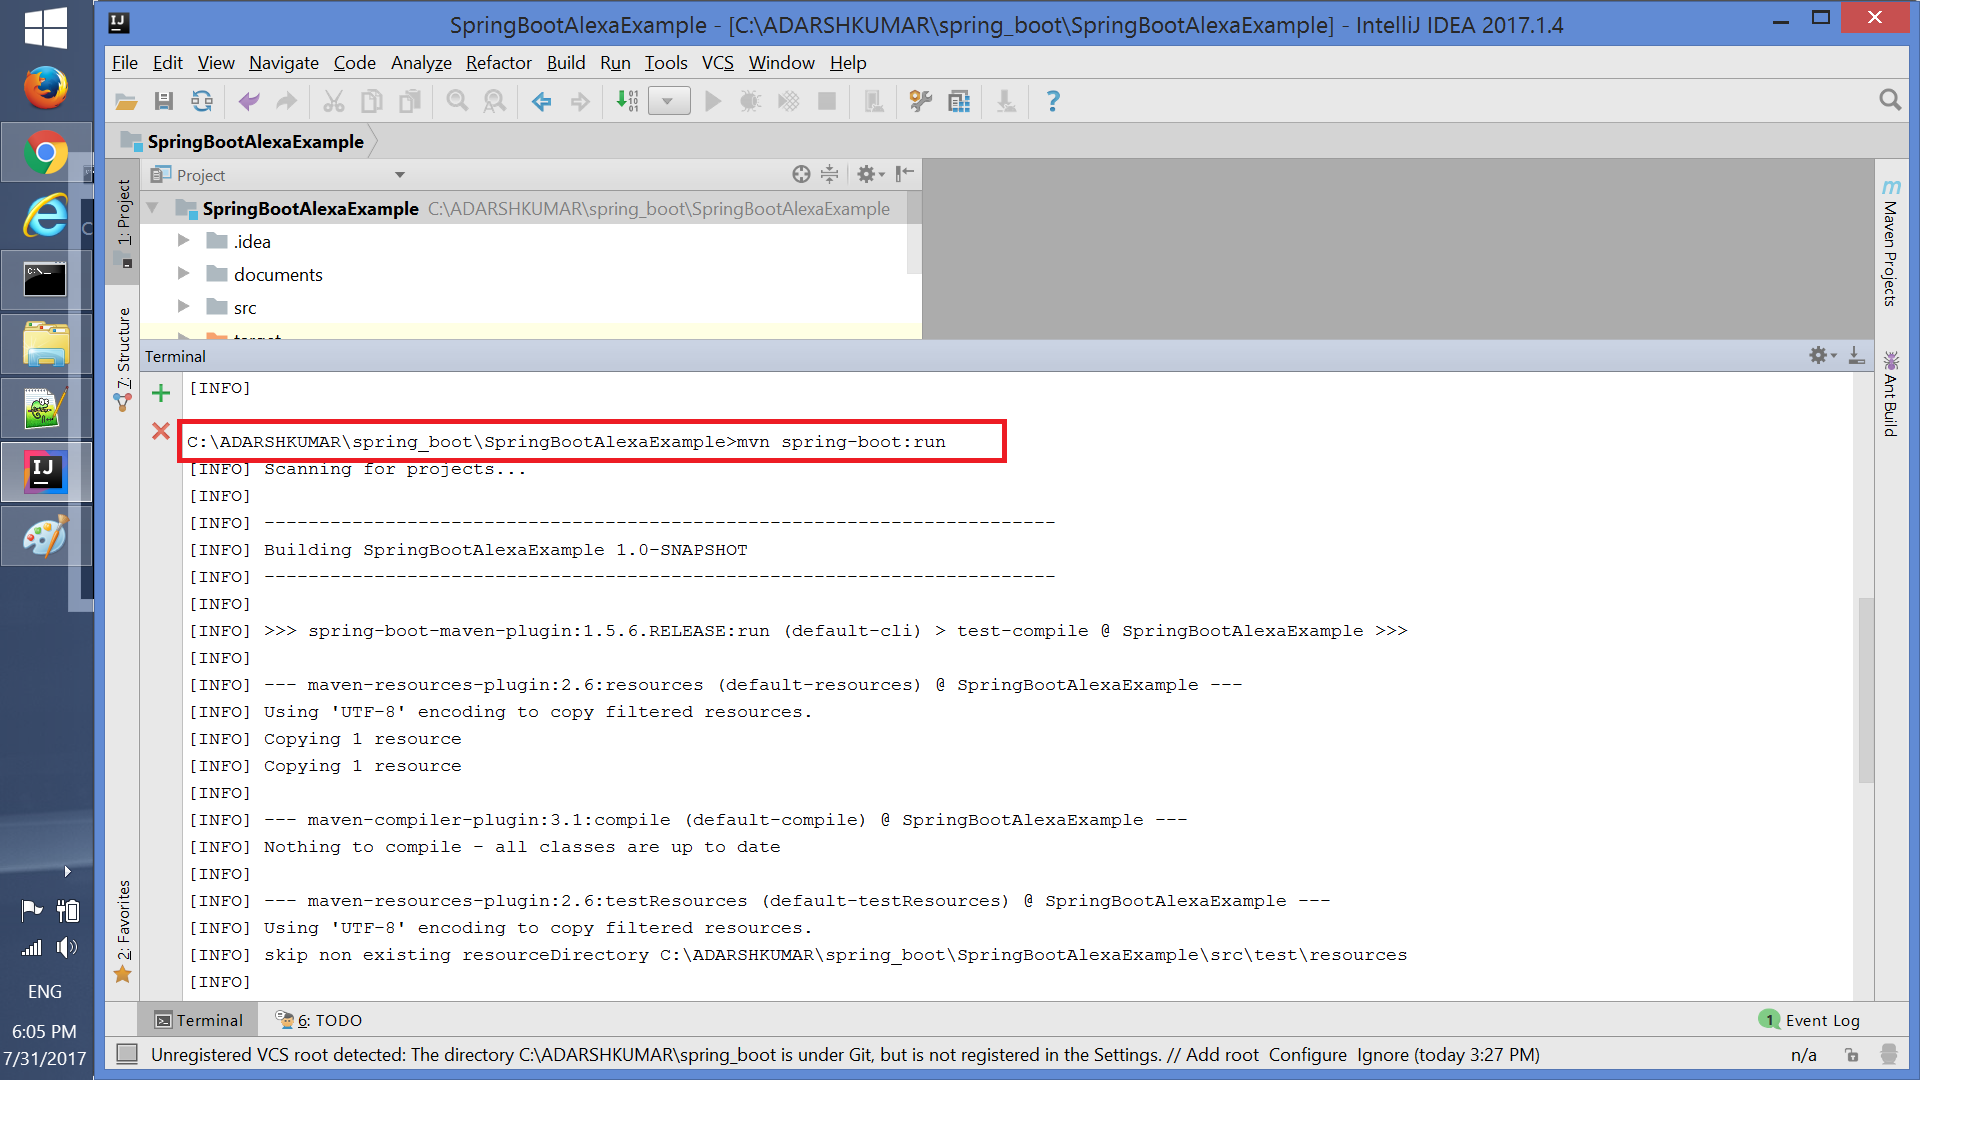 SpringBootAlexaExample - [C:\ADARSHKUMAR\spring_boot\SpringBootAlexaExample] - IntelliJ IDEA 2017.1.4
File Edit View Navigate Code Analyze Refactor Build Run Tools VCS Window Help
SpringBootAlexaExample
Project
SpringBootAlexaExample C:\ADARSHKUMAR\spring_boot\SpringBootAlexaExample
.idea
documents
src
target
1: Project
7: Structure
2: Favorites
Maven Projects
Ant Build
Terminal
[INFO]
C:\ADARSHKUMAR\spring_boot\SpringBootAlexaExample>mvn spring-boot:run
[INFO] Scanning for projects...
[INFO]
[INFO] ------------------------------------------------------------------------
[INFO] Building SpringBootAlexaExample 1.0-SNAPSHOT
[INFO] ------------------------------------------------------------------------
[INFO]
[INFO] >>> spring-boot-maven-plugin:1.5.6.RELEASE:run (default-cli) > test-compile @ SpringBootAlexaExample >>>
[INFO]
[INFO] --- maven-resources-plugin:2.6:resources (default-resources) @ SpringBootAlexaExample ---
[INFO] Using 'UTF-8' encoding to copy filtered resources.
[INFO] Copying 1 resource
[INFO] Copying 1 resource
[INFO]
[INFO] --- maven-compiler-plugin:3.1:compile (default-compile) @ SpringBootAlexaExample ---
[INFO] Nothing to compile - all classes are up to date
[INFO]
[INFO] --- maven-resources-plugin:2.6:testResources (default-testResources) @ SpringBootAlexaExample ---
[INFO] Using 'UTF-8' encoding to copy filtered resources.
[INFO] skip non existing resourceDirectory C:\ADARSHKUMAR\spring_boot\SpringBootAlexaExample\src\test\resources
[INFO]
Terminal 6: TODO 1 Event Log
Unregistered VCS root detected: The directory C:\ADARSHKUMAR\spring_boot is under Git, but is not registered in the Settings. // Add root Configure Ignore (today 3:27 PM) n/a
ENG
6:05 PM
7/31/2017